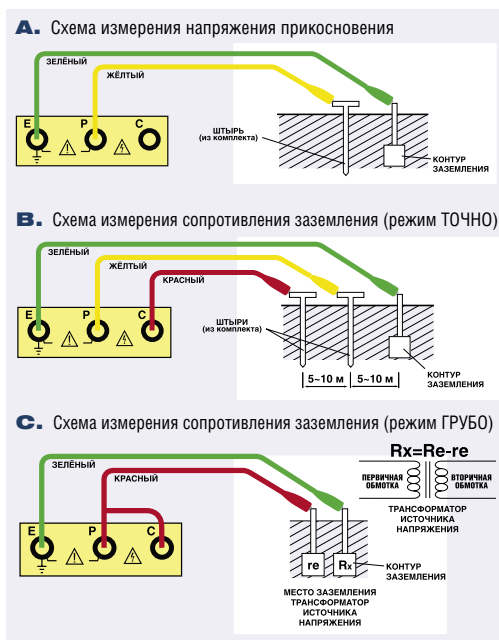 A. Схема измерения напряжения прикосновения
ЗЕЛЁНЫЙ
ЖЁЛТЫЙ
E P C
ШТЫРЬ
(из комплекта)
КОНТУР
ЗАЗЕМЛЕНИЯ
B. Схема измерения сопротивления заземления (режим ТОЧНО)
ЗЕЛЁНЫЙ
ЖЁЛТЫЙ
КРАСНЫЙ
E P C
ШТЫРИ
(из комплекта)
5~10 м 5~10 м
КОНТУР
ЗАЗЕМЛЕНИЯ
C. Схема измерения сопротивления заземления (режим ГРУБО)
Rx=Re-re
ЗЕЛЁНЫЙ
КРАСНЫЙ
ПЕРВИЧНАЯ
ОБМОТКА
ВТОРИЧНАЯ
ОБМОТКА
ТРАНСФОРМАТОР
ИСТОЧНИКА
НАПРЯЖЕНИЯ
E P C
re Rx
КОНТУР
ЗАЗЕМЛЕНИЯ
МЕСТО ЗАЗЕМЛЕНИЯ
ТРАНСФОРМАТОР
ИСТОЧНИКА
НАПРЯЖЕНИЯ